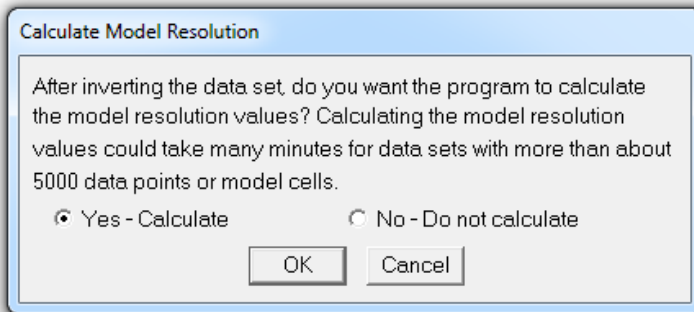 Calculate Model Resolution
After inverting the data set, do you want the program to calculate
the model resolution values? Calculating the model resolution
values could take many minutes for data sets with more than about
5000 data points or model cells.
Yes - Calculate No - Do not calculate
OK Cancel